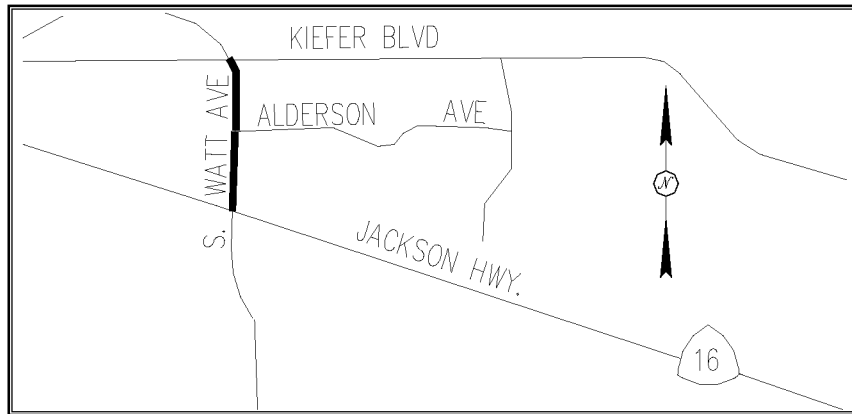 KIEFER BLVD
ALDERSON AVE
S. WATT AVE
JACKSON HWY.
N
16